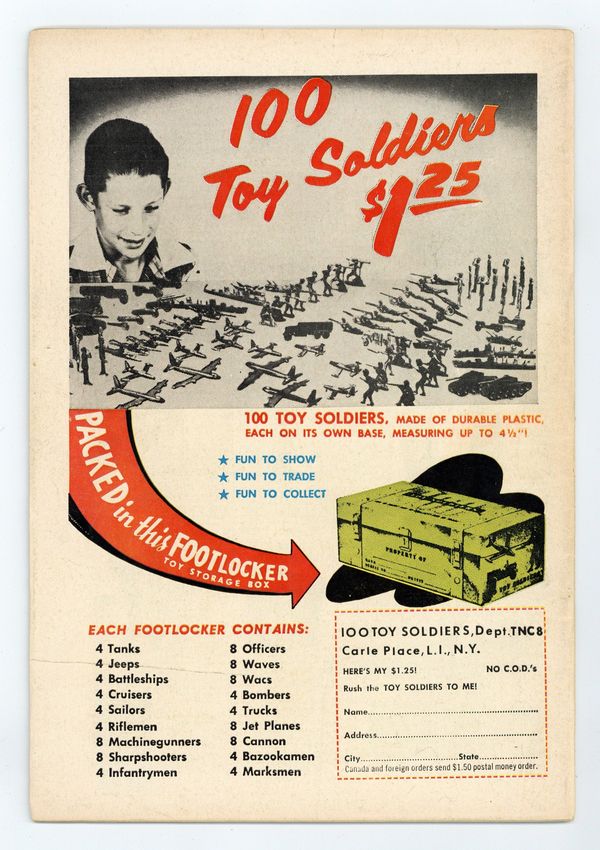 100
Toy Soldiers
$1.25
100 TOY SOLDIERS, MADE OF DURABLE PLASTIC,
EACH ON ITS OWN BASE, MEASURING UP TO 4½"!
★ FUN TO SHOW
★ FUN TO TRADE
★ FUN TO COLLECT
PACKED in this FOOTLOCKER
TOY STORAGE BOX
PROPERTY OF
TOY SOLDIERS
EACH FOOTLOCKER CONTAINS:
4 Tanks
4 Jeeps
4 Battleships
4 Cruisers
4 Sailors
4 Riflemen
8 Machinegunners
8 Sharpshooters
4 Infantrymen
8 Officers
8 Waves
8 Wacs
4 Bombers
4 Trucks
8 Jet Planes
8 Cannon
4 Bazookamen
4 Marksmen
100 TOY SOLDIERS, Dept. TNC8
Carle Place, L.I., N.Y.
HERE'S MY $1.25! NO C.O.D.'s
Rush the TOY SOLDIERS TO ME!
Name
Address
City State
Canada and foreign orders send $1.50 postal money order.